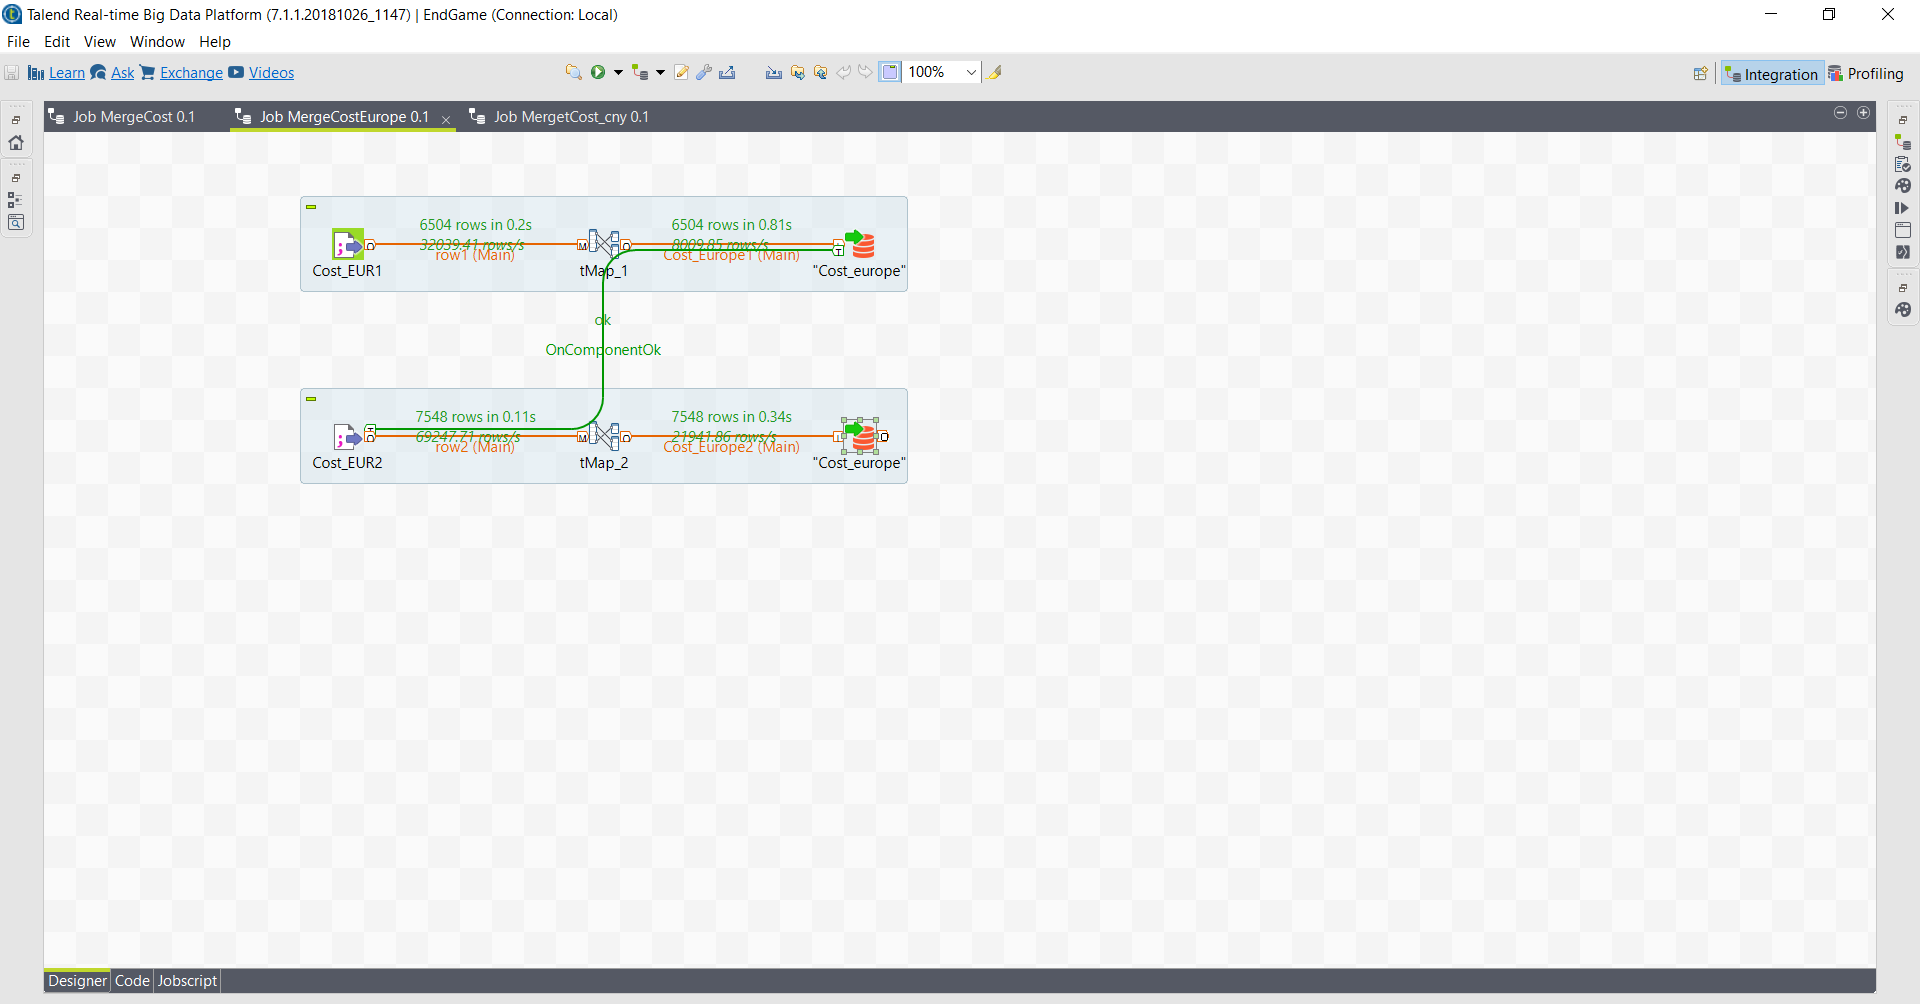 Talend Real-time Big Data Platform (7.1.1.20181026_1147) | EndGame (Connection: Local)
File Edit View Window Help
Learn Ask Exchange Videos 100% Integration Profiling
Job MergeCost 0.1 Job MergeCostEurope 0.1 Job MergetCost_cny 0.1
6504 rows in 0.2s 6504 rows in 0.81s
32039.41 rows/s 8009.85 rows/s
row1 (Main) Cost_Europe1 (Main)
Cost_EUR1 tMap_1 "Cost_europe"
ok
OnComponentOk
7548 rows in 0.11s 7548 rows in 0.34s
69247.71 rows/s 21941.86 rows/s
row2 (Main) Cost_Europe2 (Main)
Cost_EUR2 tMap_2 "Cost_europe"
Designer Code Jobscript